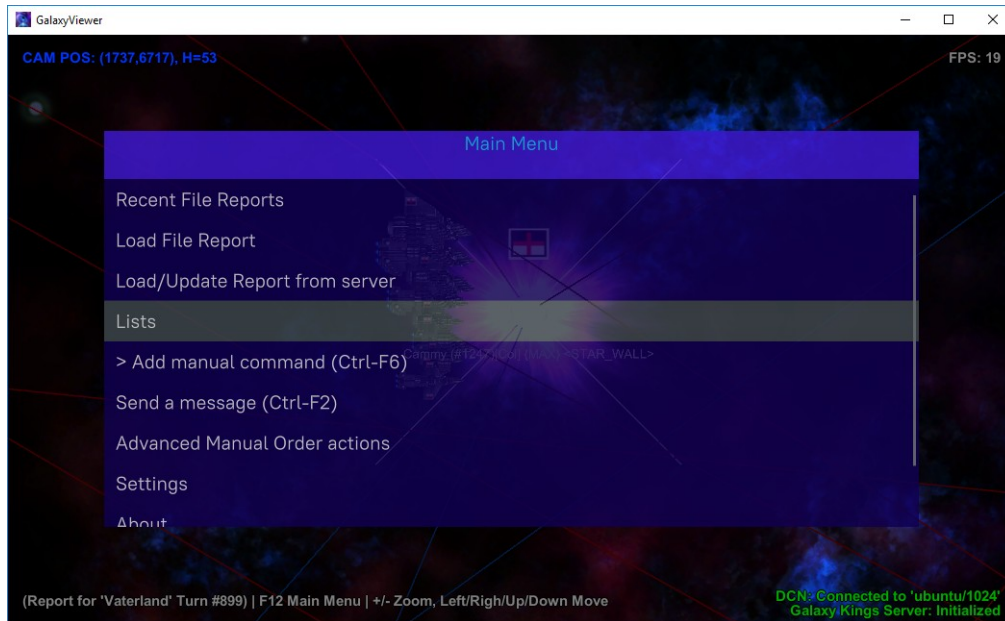 GalaxyViewer
CAM POS: (1737,6717), H=53
FPS: 19
Main Menu
Recent File Reports
Load File Report
Load/Update Report from server
Lists
> Add manual command (Ctrl-F6)
Cammy (#1247) STAR_WALL>
Send a message (Ctrl-F2)
Advanced Manual Order actions
Settings
About
(Report for 'Vaterland' Turn #899) | F12 Main Menu | +/- Zoom, Left/Righ/Up/Down Move
DCN: Connected to 'ubuntu/1024'
Galaxy Kings Server: Initialized